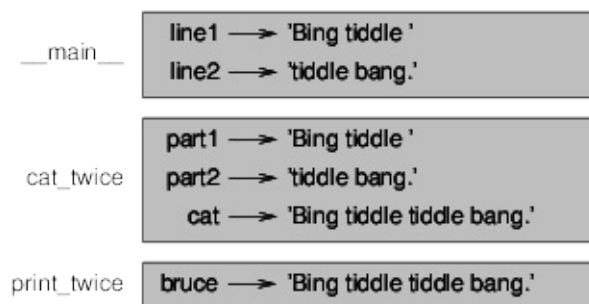 __main__
line1 → 'Bing tiddle '
line2 → 'tiddle bang.'
cat_twice
part1 → 'Bing tiddle '
part2 → 'tiddle bang.'
cat → 'Bing tiddle tiddle bang.'
print_twice
bruce → 'Bing tiddle tiddle bang.'